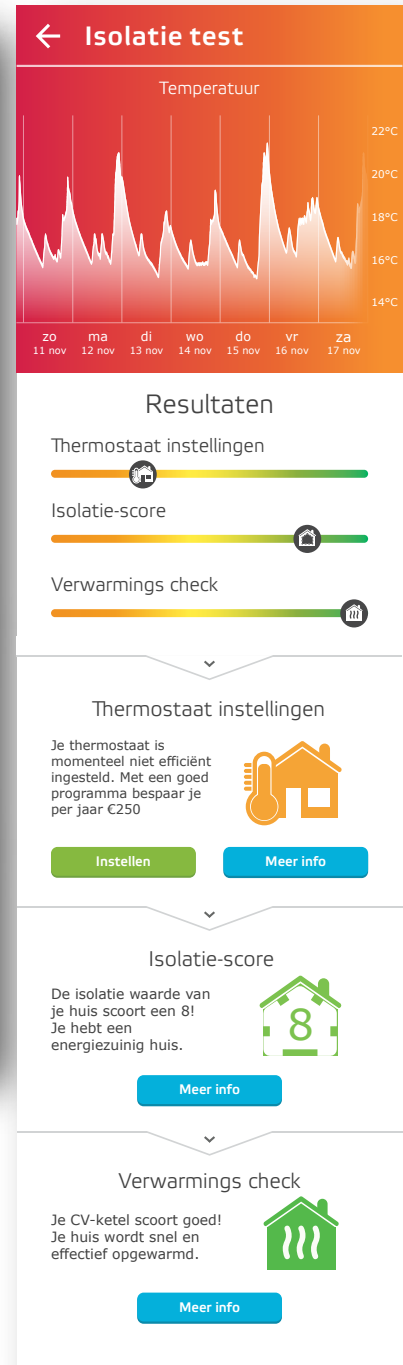 Isolatie test
Temperatuur
22°C
20°C
18°C
16°C
14°C
zo ma di wo do vr za
11 nov 12 nov 13 nov 14 nov 15 nov 16 nov 17 nov
Resultaten
Thermostaat instellingen
Isolatie-score
Verwarmings check
Thermostaat instellingen
Je thermostaat is
momenteel niet efficiënt
ingesteld. Met een goed
programma bespaar je
per jaar €250
Instellen Meer info
Isolatie-score
De isolatie waarde van
je huis scoort een 8!
Je hebt een
energiezuinig huis.
8
Meer info
Verwarmings check
Je CV-ketel scoort goed!
Je huis wordt snel en
effectief opgewarmd.
Meer info